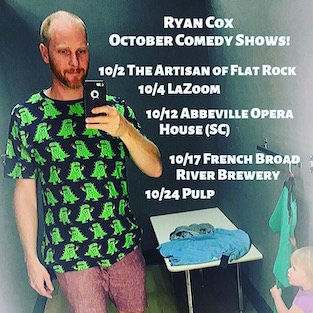 Ryan Cox
October Comedy Shows!
10/2 The Artisan of Flat Rock
10/4 LaZoom
10/12 Abbeville Opera
House (SC)
10/17 French Broad
River Brewery
10/24 Pulp